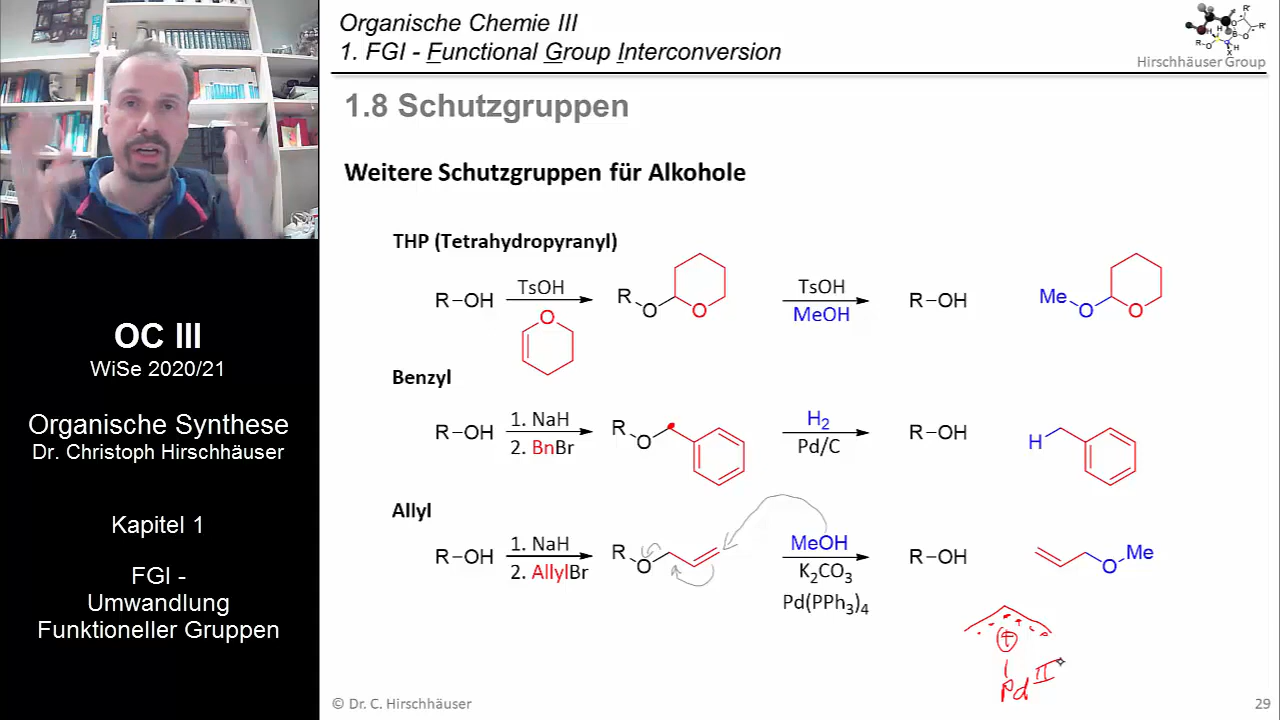 Organische Chemie III
1. FGI - Functional Group Interconversion
Hirschhäuser Group
1.8 Schutzgruppen
Weitere Schutzgruppen für Alkohole
THP (Tetrahydropyranyl)
R-OH
TsOH
O
R
O
O
TsOH
MeOH
R-OH
Me
O
O
Benzyl
R-OH
1. NaH
2. BnBr
R
O
H₂
Pd/C
R-OH
H
Allyl
R-OH
1. NaH
2. AllylBr
R
O
MeOH
K₂CO₃
Pd(PPh₃)₄
R-OH
O
Me
+
Pd II
OC III
WiSe 2020/21
Organische Synthese
Dr. Christoph Hirschhäuser
Kapitel 1
FGI -
Umwandlung
Funktioneller Gruppen
© Dr. C. Hirschhäuser
29